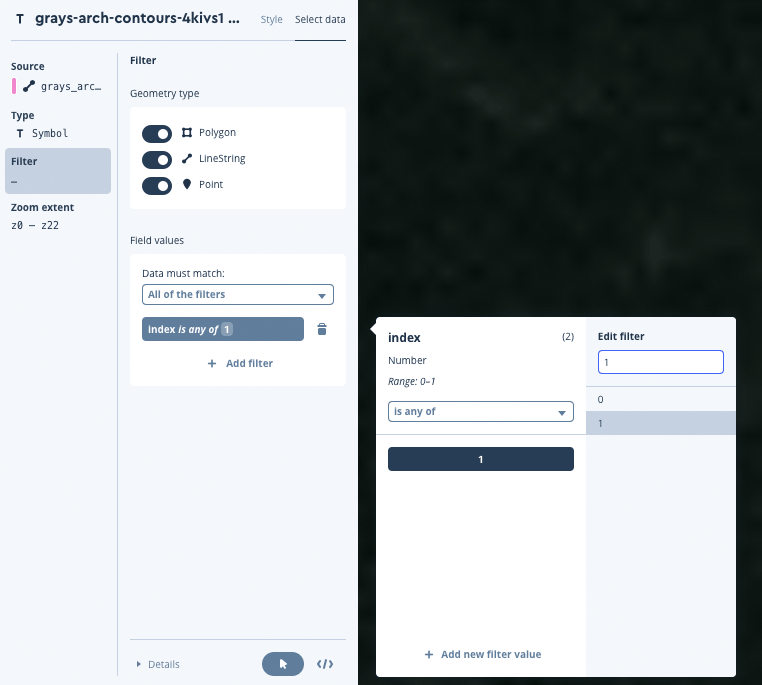 T grays-arch-contours-4kivs1 ... Style Select data
Source
grays_arc…
Type
T Symbol
Filter
…
Zoom extent
z0 – z22
Filter
Geometry type
Polygon
LineString
Point
Field values
Data must match:
All of the filters
index is any of 1
+ Add filter
Details
</>
index (2)
Number
Range: 0–1
is any of
1
+ Add new filter value
Edit filter
1
0
1